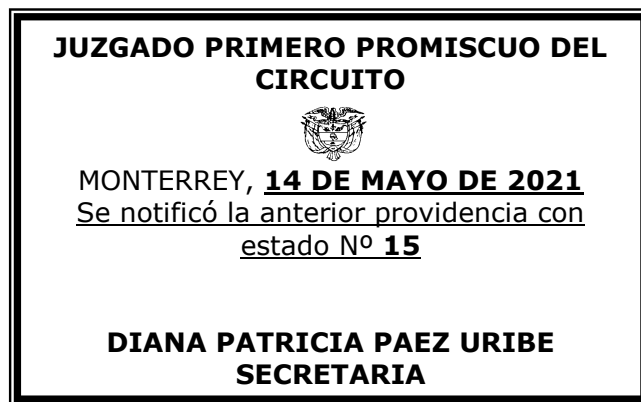 JUZGADO PRIMERO PROMISCUO DEL
CIRCUITO
MONTERREY, 14 DE MAYO DE 2021
Se notificó la anterior providencia con
estado Nº 15
DIANA PATRICIA PAEZ URIBE
SECRETARIA